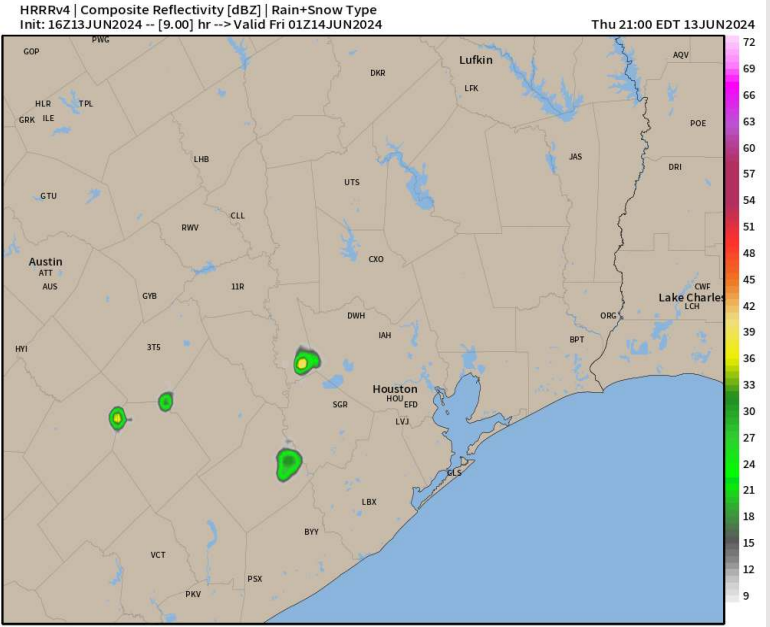 HRRRv4 | Composite Reflectivity [dBZ] | Rain+Snow Type
Init: 16Z13JUN2024 -- [9.00] hr --> Valid Fri 01Z14JUN2024 Thu 21:00 EDT 13JUN2024
PWG
GOP
AQV
Lufkin
DKR
LFK
HLR TPL
GRK ILE
POE
LHB
JAS
DRI
UTS
GTU
CLL
RWV
CXO
Austin
ATT
AUS
11R
CWF
GYB
Lake Charles
LCH
DWH
ORG
IAH
BPT
HYI
3T5
Houston
HOU
SGR
EFD
LVJ
GLS
LBX
BYY
VCT
PSX
PKV
72
69
66
63
60
57
54
51
48
45
42
39
36
33
30
27
24
21
18
15
12
9